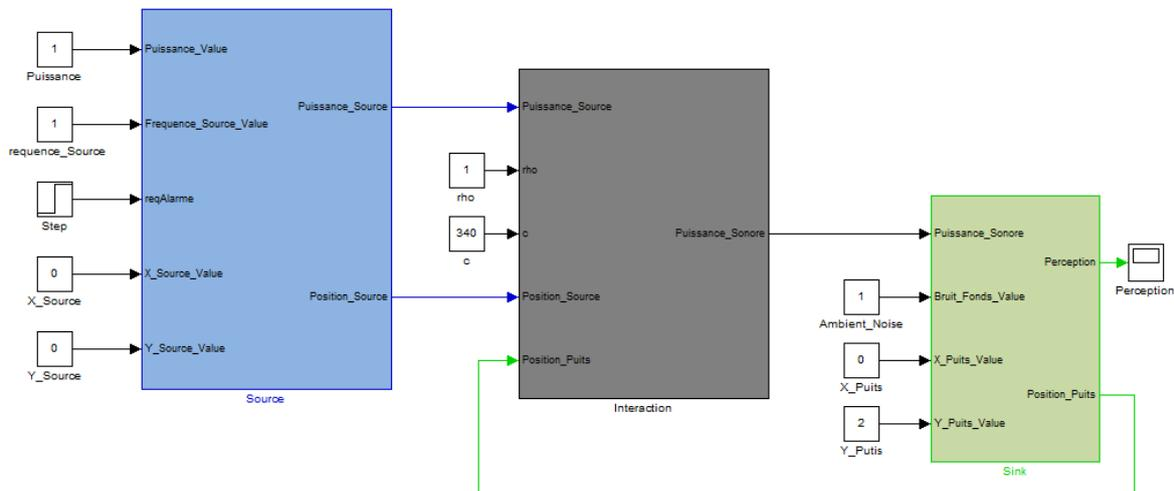 1
Puissance
1
requence_Source
Step
0
X_Source
0
Y_Source
Puissance_Value
Frequence_Source_Value
reqAlarme
X_Source_Value
Y_Source_Value
Puissance_Source
Position_Source
Source
1
rho
340
c
Puissance_Source
rho
c
Position_Source
Position_Puits
Puissance_Sonore
Interaction
1
Ambient_Noise
0
X_Puits
2
Y_Putis
Puissance_Sonore
Bruit_Fonds_Value
X_Puits_Value
Y_Puits_Value
Perception
Position_Puits
Sink
Perception